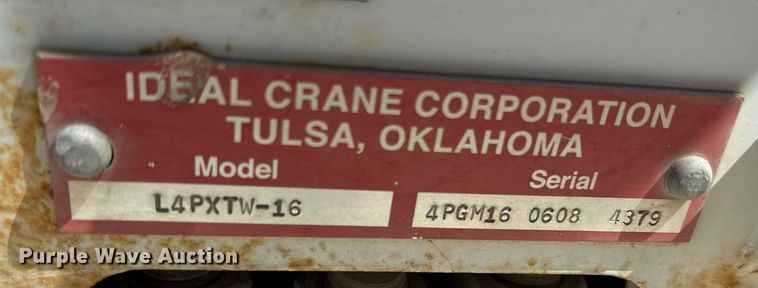 IDEAL CRANE CORPORATION
TULSA, OKLAHOMA
Model Serial
L4PXTW-16 4PGM16 0608 4379
Purple Wave Auction